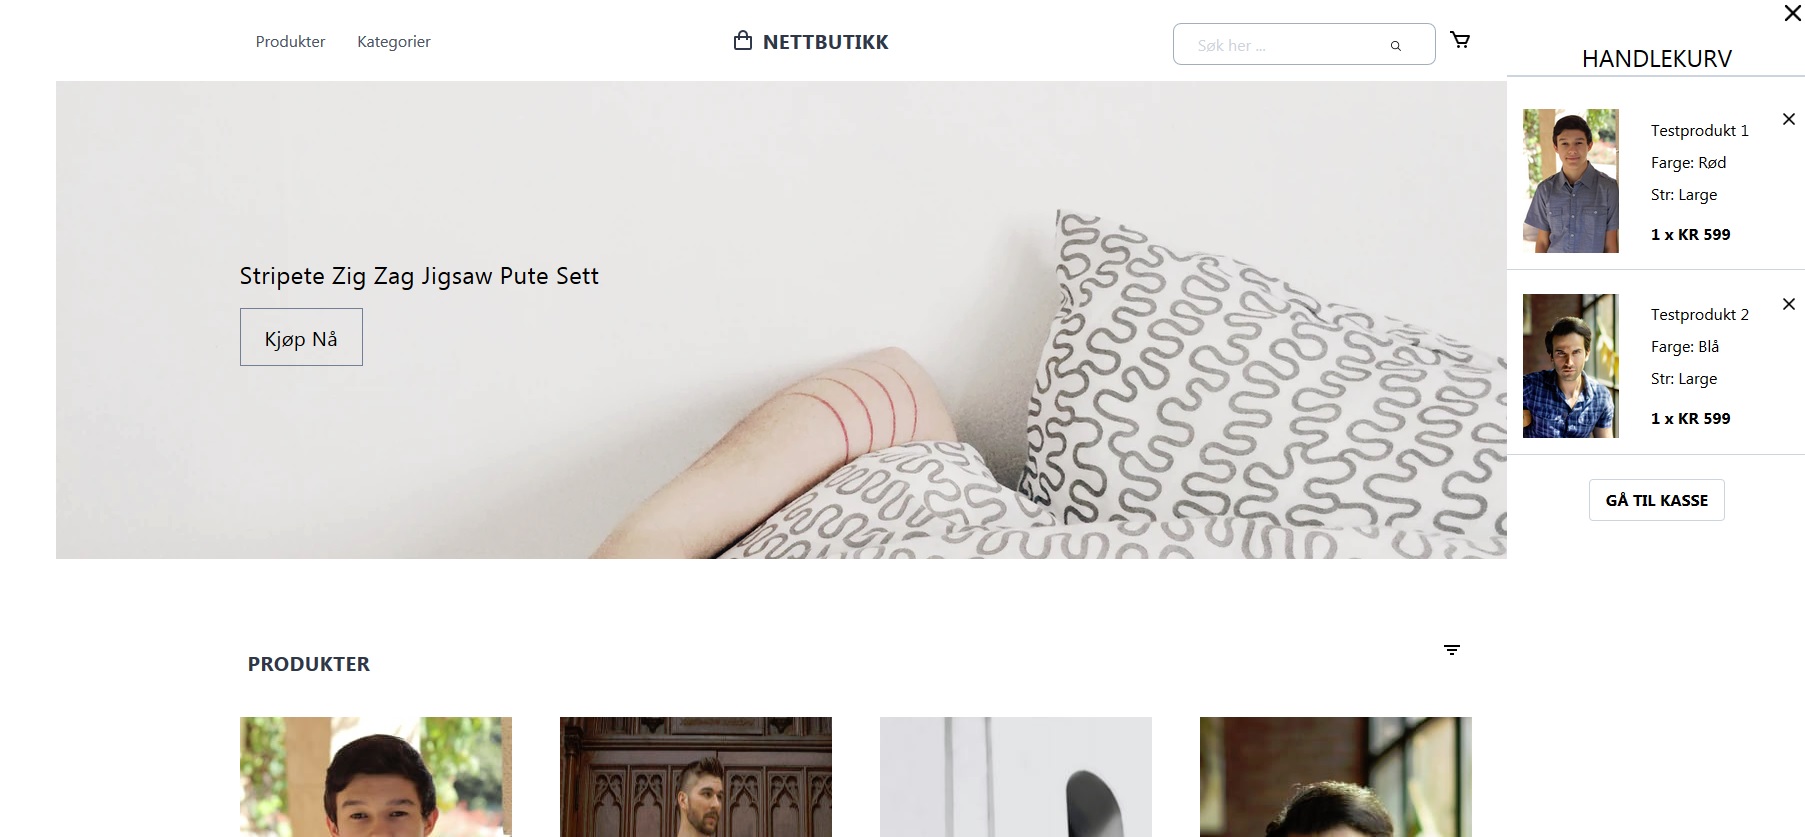 Produkter
Kategorier
NETTBUTIKK
Søk her ...
HANDLEKURV
Testprodukt 1
Farge: Rød
Str: Large
1 x KR 599
Testprodukt 2
Farge: Blå
Str: Large
1 x KR 599
GÅ TIL KASSE
Stripete Zig Zag Jigsaw Pute Sett
Kjøp Nå
PRODUKTER